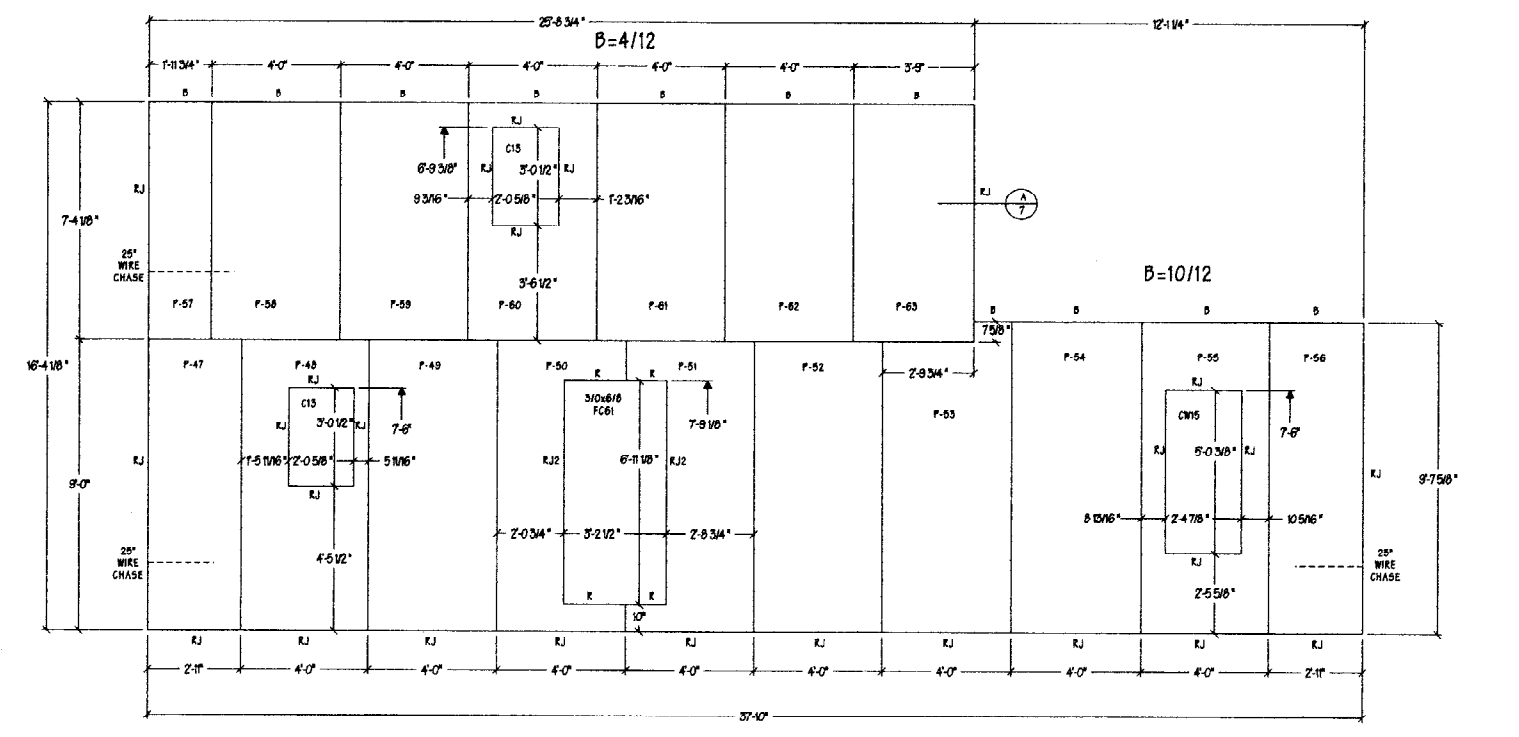 25'-8 3/4"
12'-1 1/4"
B=4/12
1'-11 3/4"
4'-0"
4'-0"
4'-0"
4'-0"
4'-0"
3'-9"
B
B
B
B
B
B
B
RJ
C13
6'-9 3/8"
RJ
3'-0 1/2"
RJ
9 3/16"
2'-0 5/8"
1'-2 3/16"
RJ
RJ
RJ
A
7
7'-4 1/8"
25"
WIRE
CHASE
3'-6 1/2"
B=10/12
P-57
P-58
P-59
P-60
P-61
P-62
P-63
B
B
B
B
7 5/8"
16'-4 1/8"
P-47
P-48
P-49
P-50
P-51
P-52
P-53
P-54
P-55
P-56
2'-9 3/4"
RJ
C13
RJ
3'-0 1/2"
RJ
7'-6"
1'-5 11/16"
2'-0 5/8"
5 11/16"
RJ
R
3/0x6/8
FC61
7'-9 1/8"
RJ2
6'-11 1/8"
RJ2
2'-0 3/4"
3'-2 1/2"
2'-8 3/4"
R
R
10"
RJ
CW15
7'-6"
RJ
5'-0 3/8"
RJ
8 13/16"
2'-4 7/8"
10 5/16"
RJ
2'-5 5/8"
RJ
9'-0"
RJ
9'-7 5/8"
25"
WIRE
CHASE
4'-5 1/2"
25"
WIRE
CHASE
RJ
RJ
RJ
RJ
RJ
RJ
RJ
RJ
RJ
RJ
2'-11"
4'-0"
4'-0"
4'-0"
4'-0"
4'-0"
4'-0"
4'-0"
4'-0"
2'-11"
37'-10"